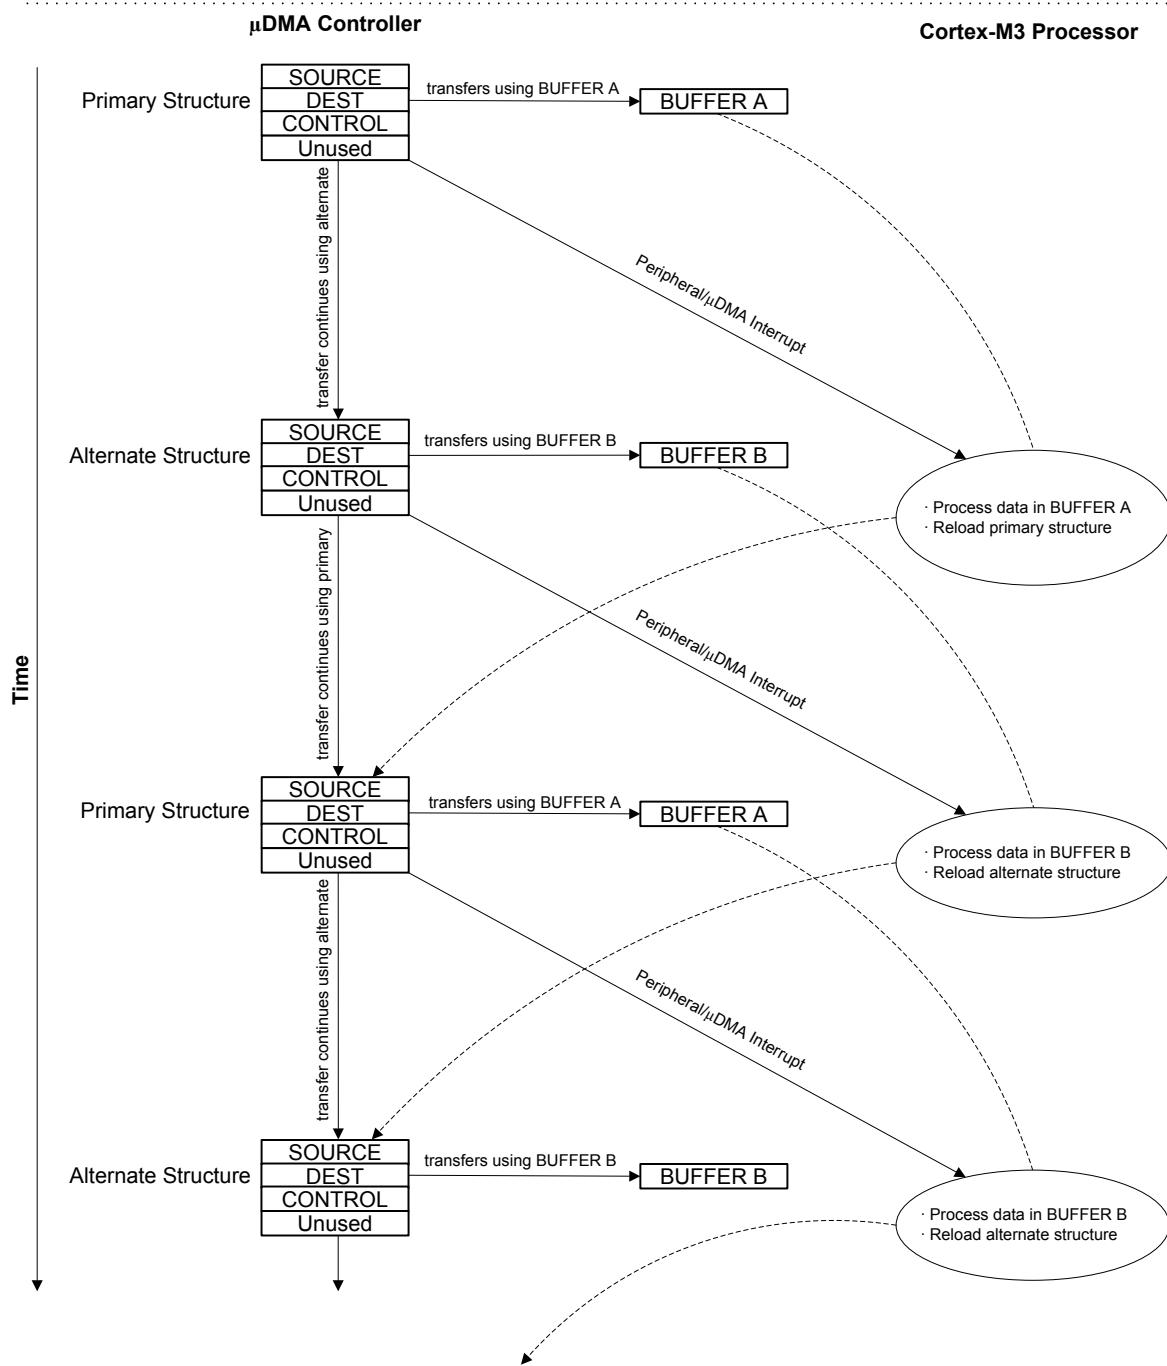 μDMA Controller
Cortex-M3 Processor
Primary Structure
SOURCE
DEST
CONTROL
Unused
transfers using BUFFER A
BUFFER A
transfer continues using alternate
Peripheral/μDMA Interrupt
Alternate Structure
SOURCE
DEST
CONTROL
Unused
transfers using BUFFER B
BUFFER B
· Process data in BUFFER A
· Reload primary structure
transfer continues using primary
Peripheral/μDMA Interrupt
Time
Primary Structure
SOURCE
DEST
CONTROL
Unused
transfers using BUFFER A
BUFFER A
· Process data in BUFFER B
· Reload alternate structure
transfer continues using alternate
Peripheral/μDMA Interrupt
Alternate Structure
SOURCE
DEST
CONTROL
Unused
transfers using BUFFER B
BUFFER B
· Process data in BUFFER B
· Reload alternate structure